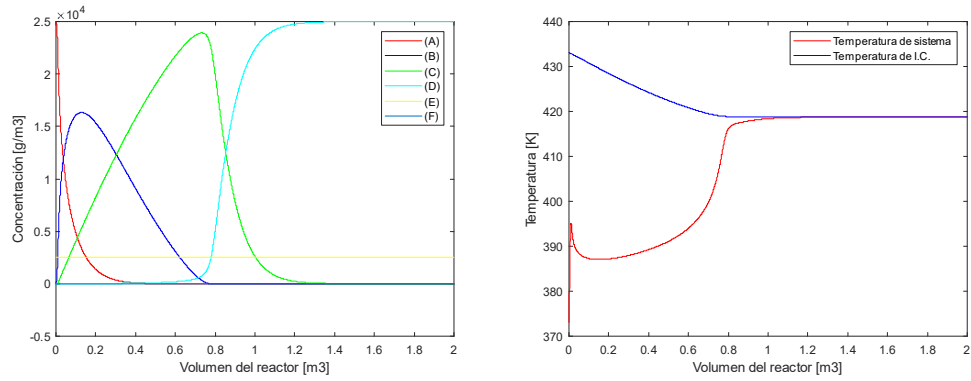 ×10⁴
2.5
2
1.5
1
0.5
0
-0.5
0 0.2 0.4 0.6 0.8 1 1.2 1.4 1.6 1.8 2
Concentración [g/m3]
Volumen del reactor [m3]
(A)
(B)
(C)
(D)
(E)
(F)
440
430
420
410
400
390
380
370
0 0.2 0.4 0.6 0.8 1 1.2 1.4 1.6 1.8 2
Temperatura [K]
Volumen del reactor [m3]
Temperatura de sistema
Temperatura de I.C.